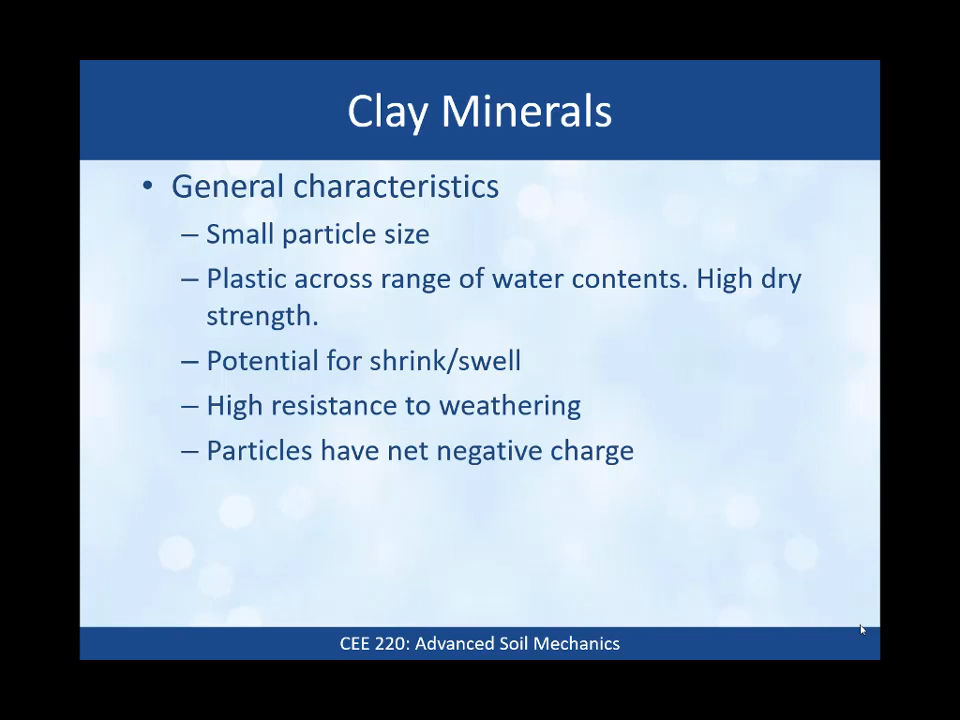 Clay Minerals
• General characteristics
– Small particle size
– Plastic across range of water contents. High dry
strength.
– Potential for shrink/swell
– High resistance to weathering
– Particles have net negative charge
CEE 220: Advanced Soil Mechanics